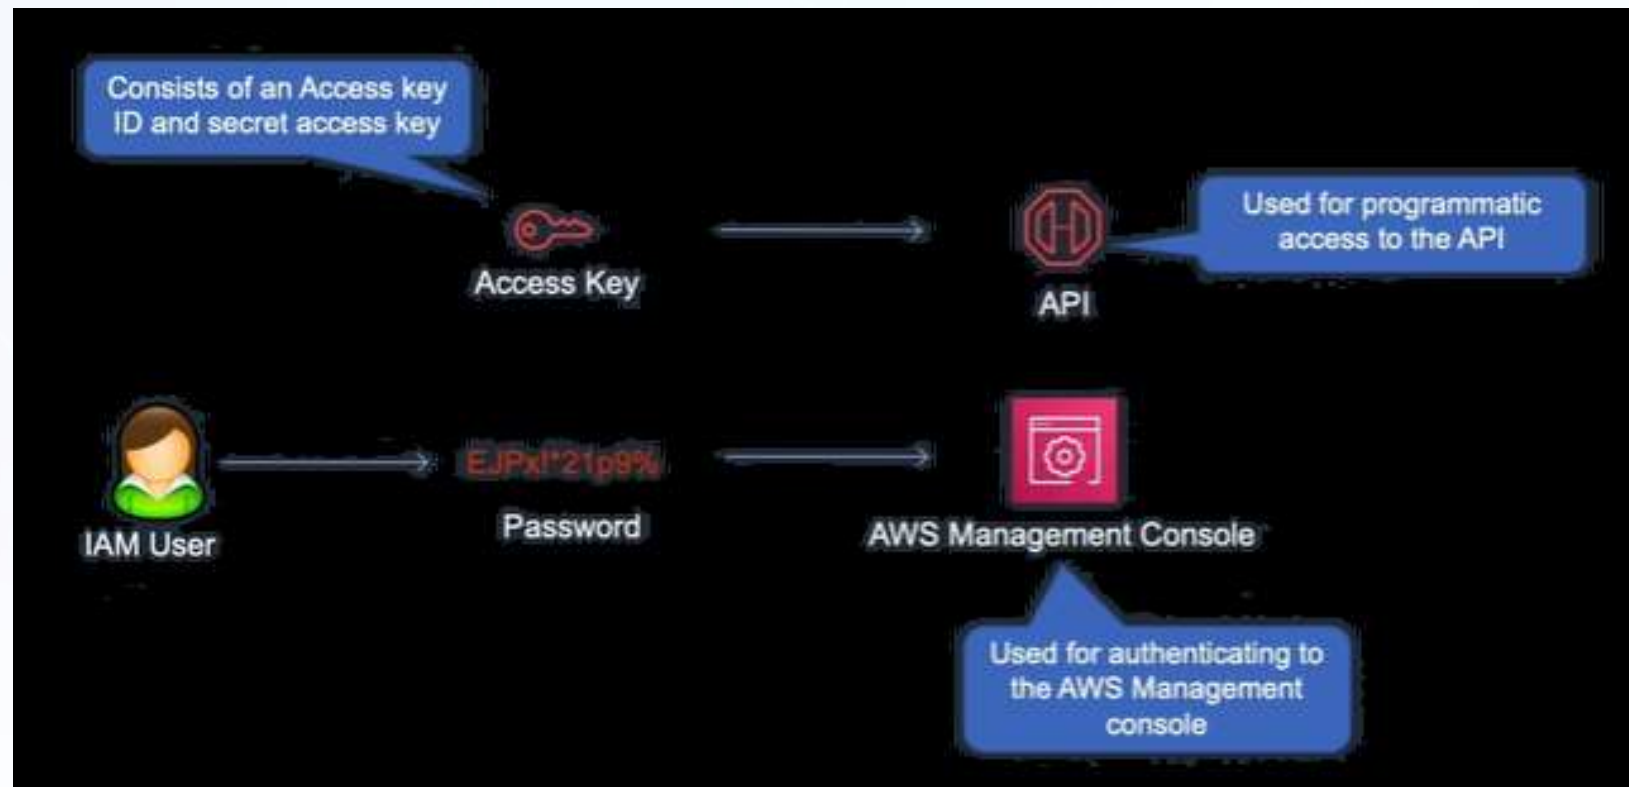 Consists of an Access key
ID and secret access key
Used for programmatic
access to the API
Access Key
API
EJPx!*21p9%
Password
IAM User
AWS Management Console
Used for authenticating to
the AWS Management
console